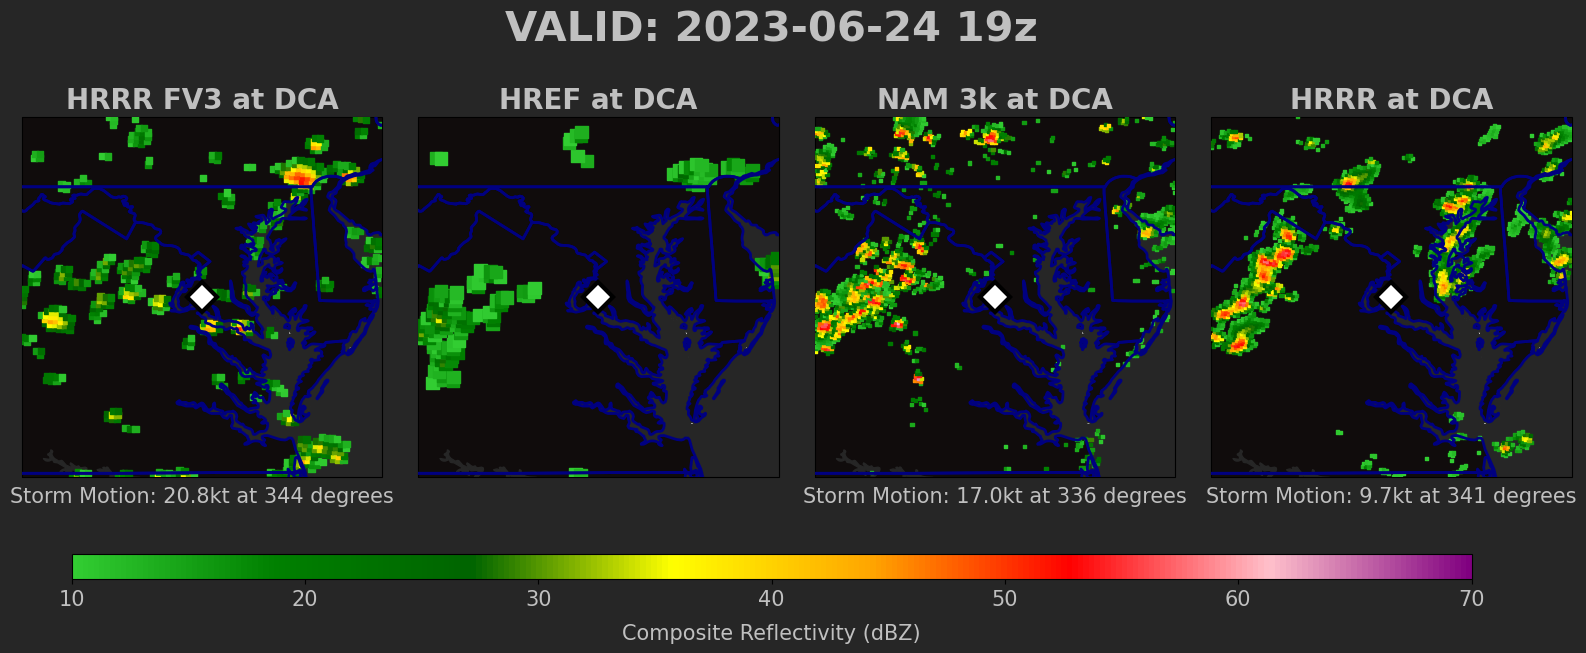 VALID: 2023-06-24 19z
HRRR FV3 at DCA
HREF at DCA
NAM 3k at DCA
HRRR at DCA
Storm Motion: 20.8kt at 344 degrees
Storm Motion: 17.0kt at 336 degrees
Storm Motion: 9.7kt at 341 degrees
10 20 30 40 50 60 70
Composite Reflectivity (dBZ)